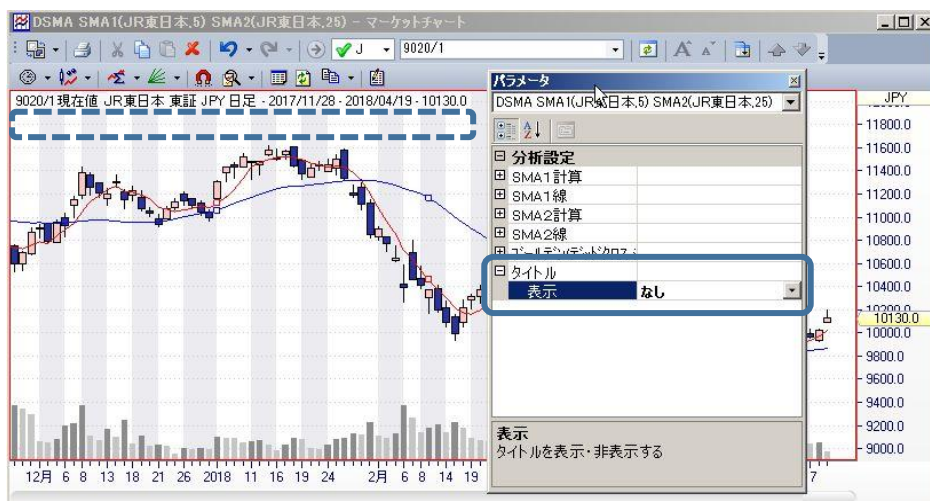 DSMA SMA1(JR東日本,5) SMA2(JR東日本,25) - マーケットチャート
J 9020/1
9020/1 現在値 JR東日本 東証 JPY 日足 - 2017/11/28 - 2018/04/19 - 10130.0
パラメータ
DSMA SMA1(JR東日本,5) SMA2(JR東日本,25)
分析設定
SMA1計算
SMA1線
SMA2計算
SMA2線
タイトル
表示 なし
表示
タイトルを表示・非表示する
JPY
11800.0
11600.0
11400.0
11200.0
11000.0
10800.0
10600.0
10400.0
10130.0
10000.0
9800.0
9600.0
9400.0
9200.0
9000.0
12月 6 8 13 18 21 26 2018 11 16 19 24 2月 6 8 14 19 7